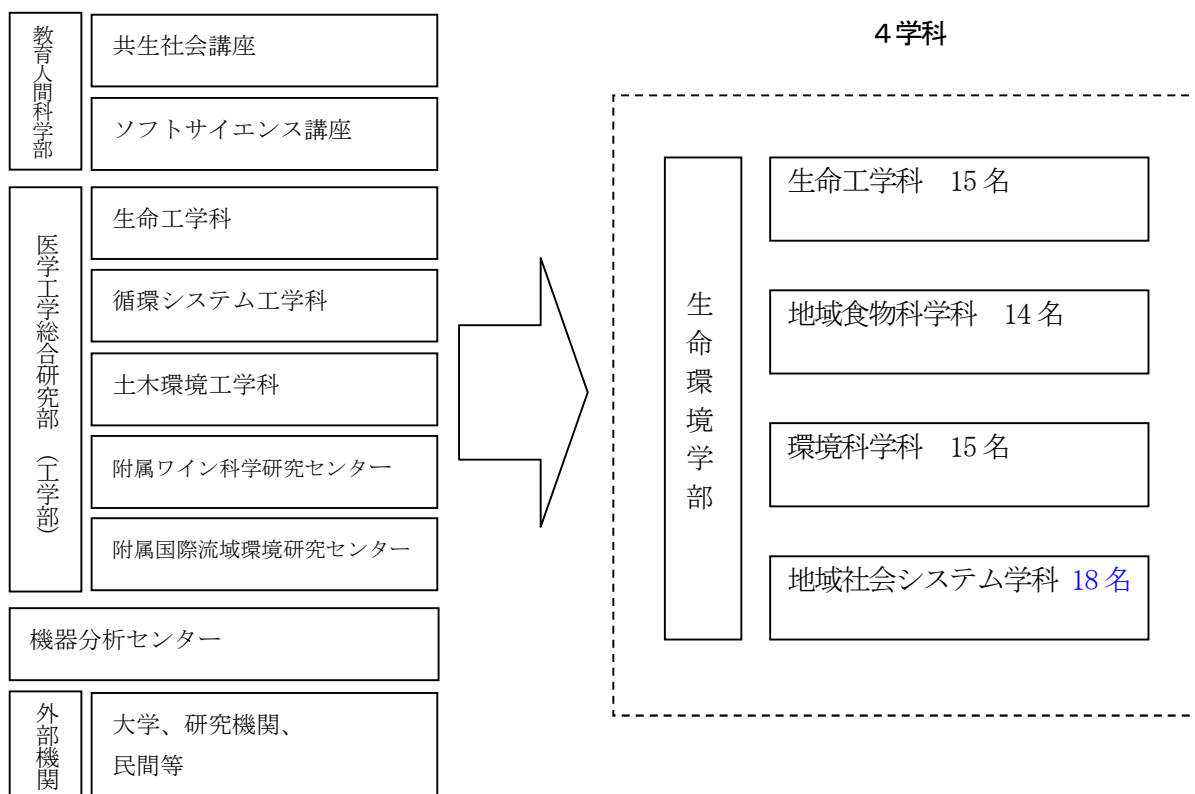 教育人間科学部
共生社会講座
ソフトサイエンス講座
医学工学総合研究部 （工学部）
生命工学科
循環システム工学科
土木環境工学科
附属ワイン科学研究センター
附属国際流域環境研究センター
機器分析センター
外部機関
大学、研究機関、
民間等
４学科
生命環境学部
生命工学科　15 名
地域食物科学科　14 名
環境科学科　15 名
地域社会システム学科 18 名